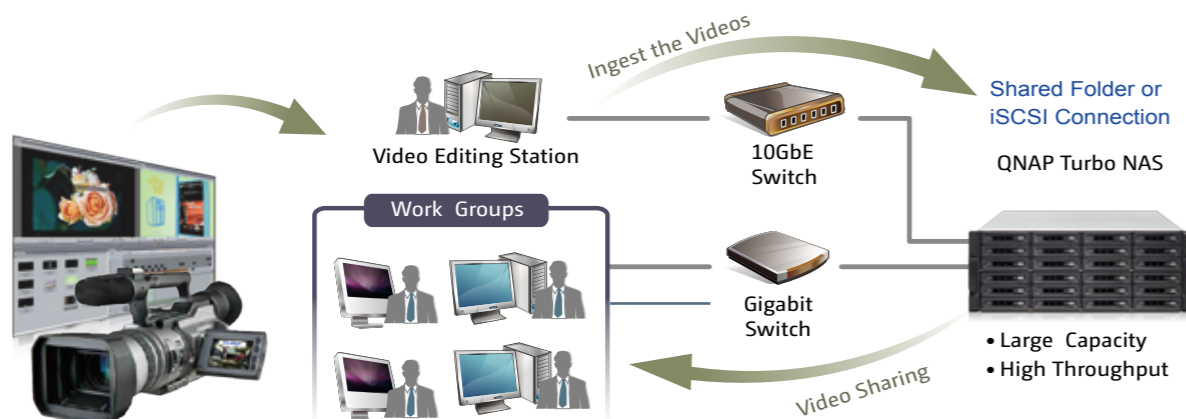 Ingest the Videos
Shared Folder or
iSCSI Connection
Video Editing Station
10GbE
Switch
QNAP Turbo NAS
Work Groups
Gigabit
Switch
• Large Capacity
• High Throughput
Video Sharing